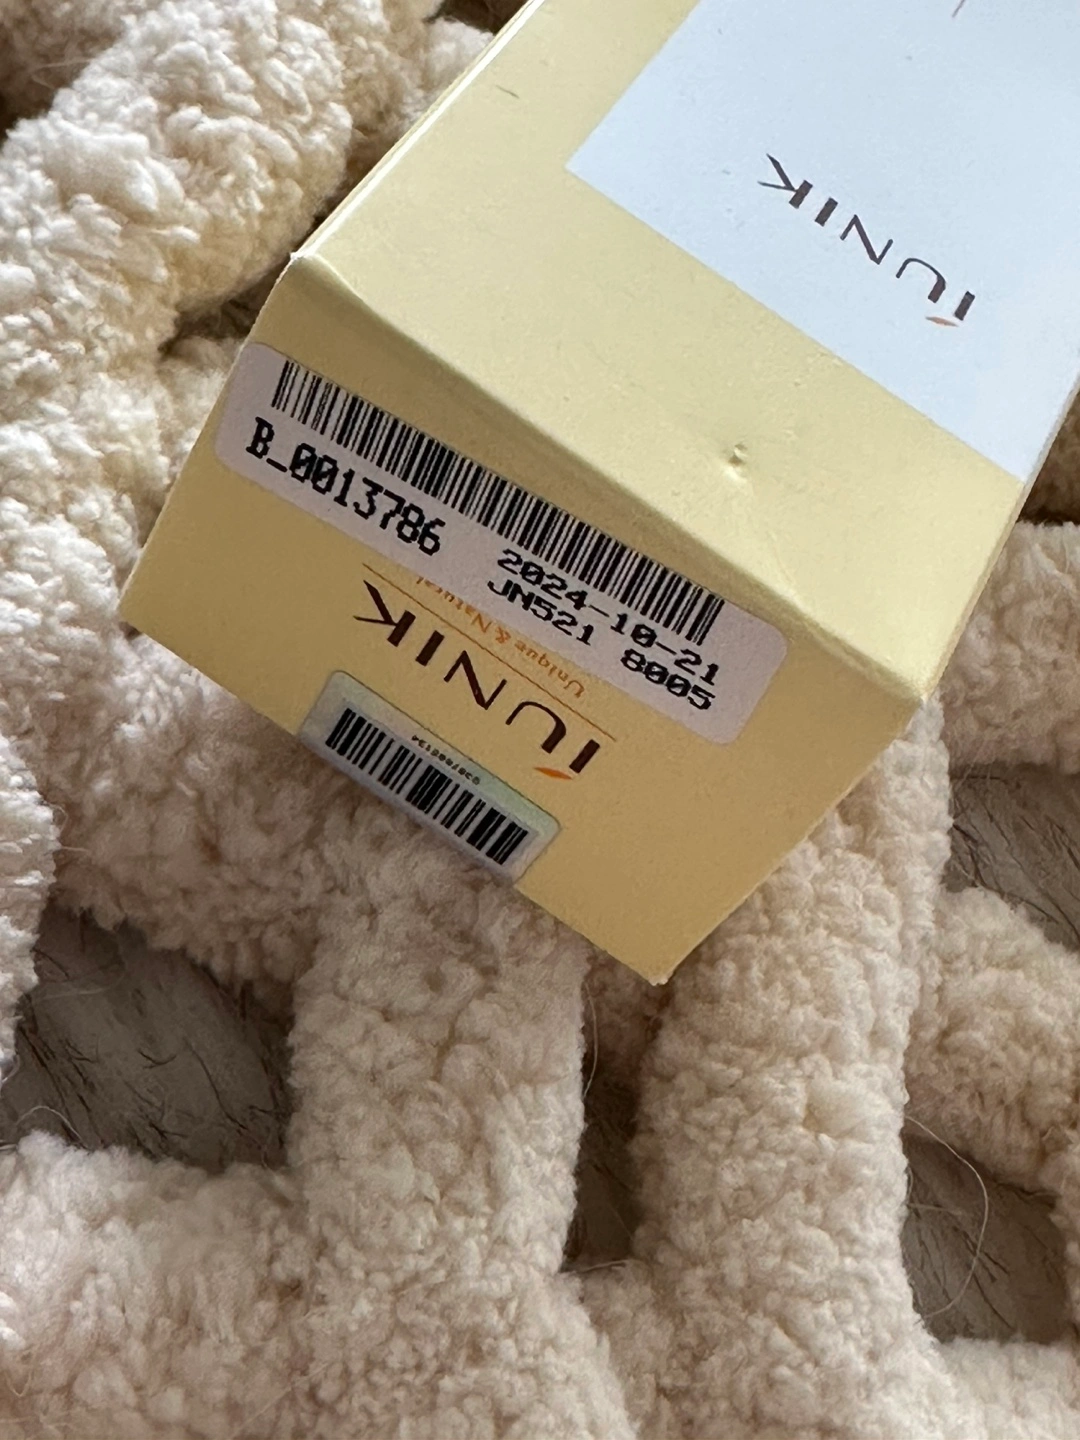 IUNIK
B_0013786
2024-10-21
JN521 8005
Unique & Natural
IUNIK